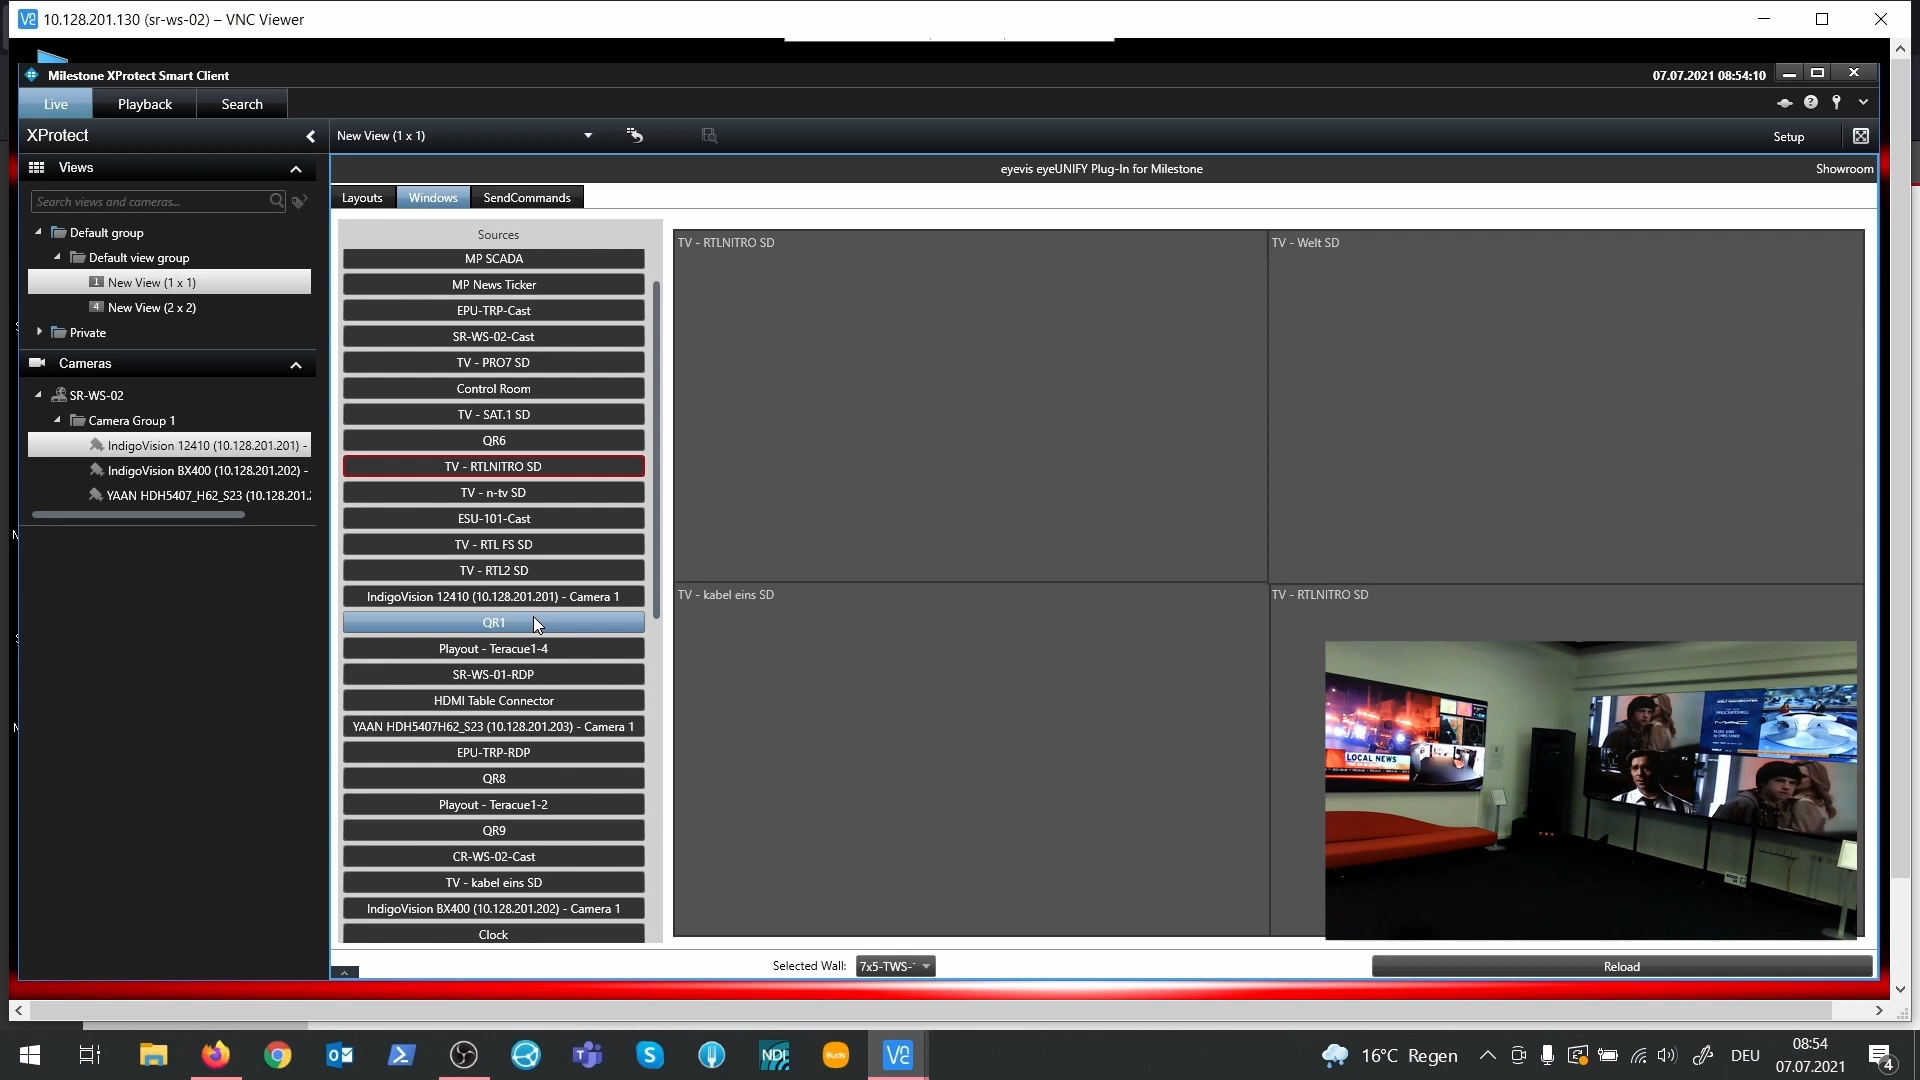 10.128.201.130 (sr-ws-02) – VNC Viewer
Milestone XProtect Smart Client
07.07.2021 08:54:10
Live
Playback
Search
XProtect
New View (1 x 1)
Setup
Views
eyevis eyeUNIFY Plug-In for Milestone
Showroom
Search views and cameras...
Layouts
Windows
SendCommands
Default group
Default view group
1 New View (1 x 1)
4 New View (2 x 2)
Private
Cameras
SR-WS-02
Camera Group 1
IndigoVision 12410 (10.128.201.201) -
IndigoVision BX400 (10.128.201.202) -
YAAN HDH5407_H62_S23 (10.128.201.
Sources
MP SCADA
MP News Ticker
EPU-TRP-Cast
SR-WS-02-Cast
TV - PRO7 SD
Control Room
TV - SAT.1 SD
QR6
TV - RTLNITRO SD
TV - n-tv SD
ESU-101-Cast
TV - RTL FS SD
TV - RTL2 SD
IndigoVision 12410 (10.128.201.201) - Camera 1
QR1
Playout - Teracue1-4
SR-WS-01-RDP
HDMI Table Connector
YAAN HDH5407H62_S23 (10.128.201.203) - Camera 1
EPU-TRP-RDP
QR8
Playout - Teracue1-2
QR9
CR-WS-02-Cast
TV - kabel eins SD
IndigoVision BX400 (10.128.201.202) - Camera 1
Clock
TV - RTLNITRO SD
TV - Welt SD
TV - kabel eins SD
TV - RTLNITRO SD
LOCAL NEWS
Selected Wall:
7x5-TWS-
Reload
NDI
Buds
16°C Regen
DEU
08:54
07.07.2021
4